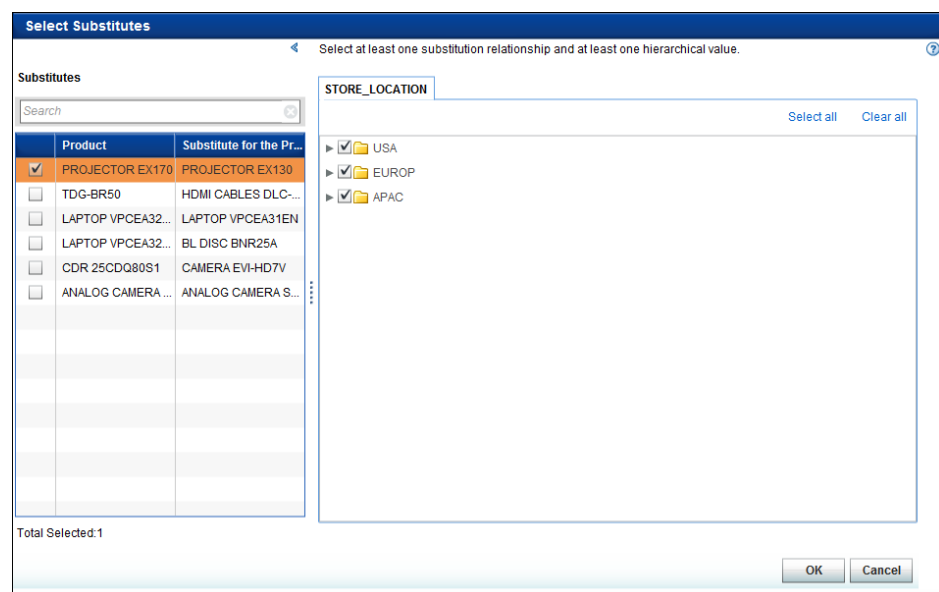 Select Substitutes
Select at least one substitution relationship and at least one hierarchical value.
Substitutes
Search
Product Substitute for the Pr...
PROJECTOR EX170 PROJECTOR EX130
TDG-BR50 HDMI CABLES DLC-...
LAPTOP VPCEA32... LAPTOP VPCEA31EN
LAPTOP VPCEA32... BL DISC BNR25A
CDR 25CDQ80S1 CAMERA EVI-HD7V
ANALOG CAMERA ... ANALOG CAMERA S...
Total Selected:1
STORE_LOCATION
Select all Clear all
USA
EUROP
APAC
OK Cancel